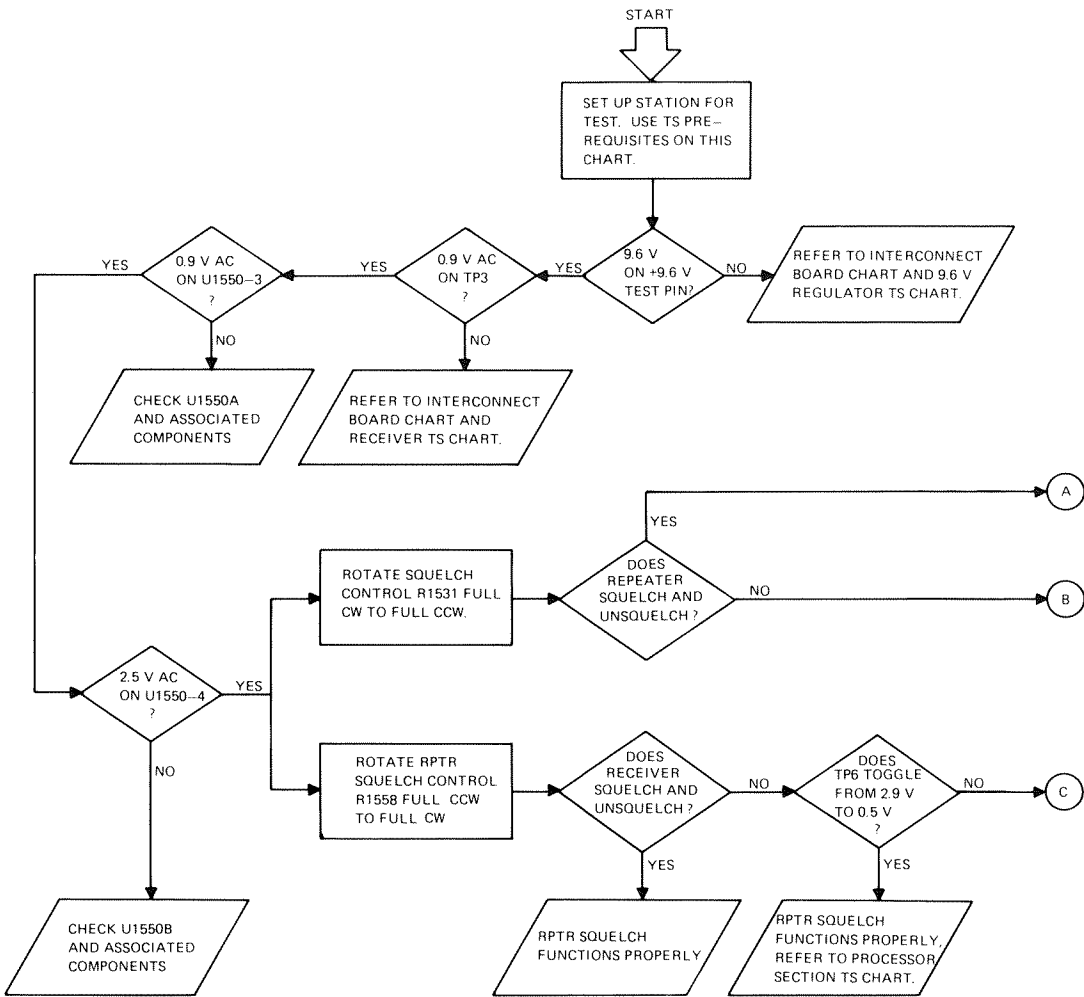 START
SET UP STATION FOR
TEST. USE TS PRE–
REQUISITES ON THIS
CHART.
9.6 V
ON +9.6 V
TEST PIN?
YES
NO
REFER TO INTERCONNECT
BOARD CHART AND 9.6 V
REGULATOR TS CHART.
0.9 V AC
ON TP3
?
YES
NO
REFER TO INTERCONNECT
BOARD CHART AND
RECEIVER TS CHART.
0.9 V AC
ON U1550–3
?
YES
NO
CHECK U1550A
AND ASSOCIATED
COMPONENTS
2.5 V AC
ON U1550–4
?
YES
NO
CHECK U1550B
AND ASSOCIATED
COMPONENTS
ROTATE SQUELCH
CONTROL R1531 FULL
CW TO FULL CCW.
DOES
REPEATER
SQUELCH AND
UNSQUELCH ?
YES
A
NO
B
ROTATE RPTR
SQUELCH CONTROL
R1558 FULL CCW
TO FULL CW
DOES
RECEIVER
SQUELCH AND
UNSQUELCH ?
YES
NO
RPTR SQUELCH
FUNCTIONS PROPERLY
DOES
TP6 TOGGLE
FROM 2.9 V
TO 0.5 V
?
YES
NO
C
RPTR SQUELCH
FUNCTIONS PROPERLY,
REFER TO PROCESSOR
SECTION TS CHART.